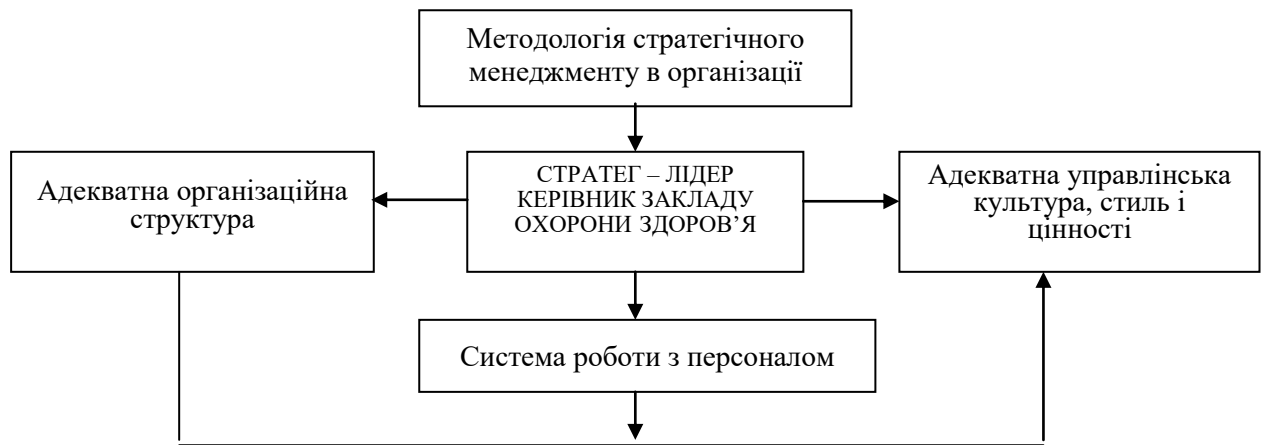 Методологія стратегічного
менеджменту в організації
Адекватна організаційна
структура
СТРАТЕГ – ЛІДЕР
КЕРІВНИК ЗАКЛАДУ
ОХОРОНИ ЗДОРОВ’Я
Адекватна управлінська
культура, стиль і
цінності
Система роботи з персоналом